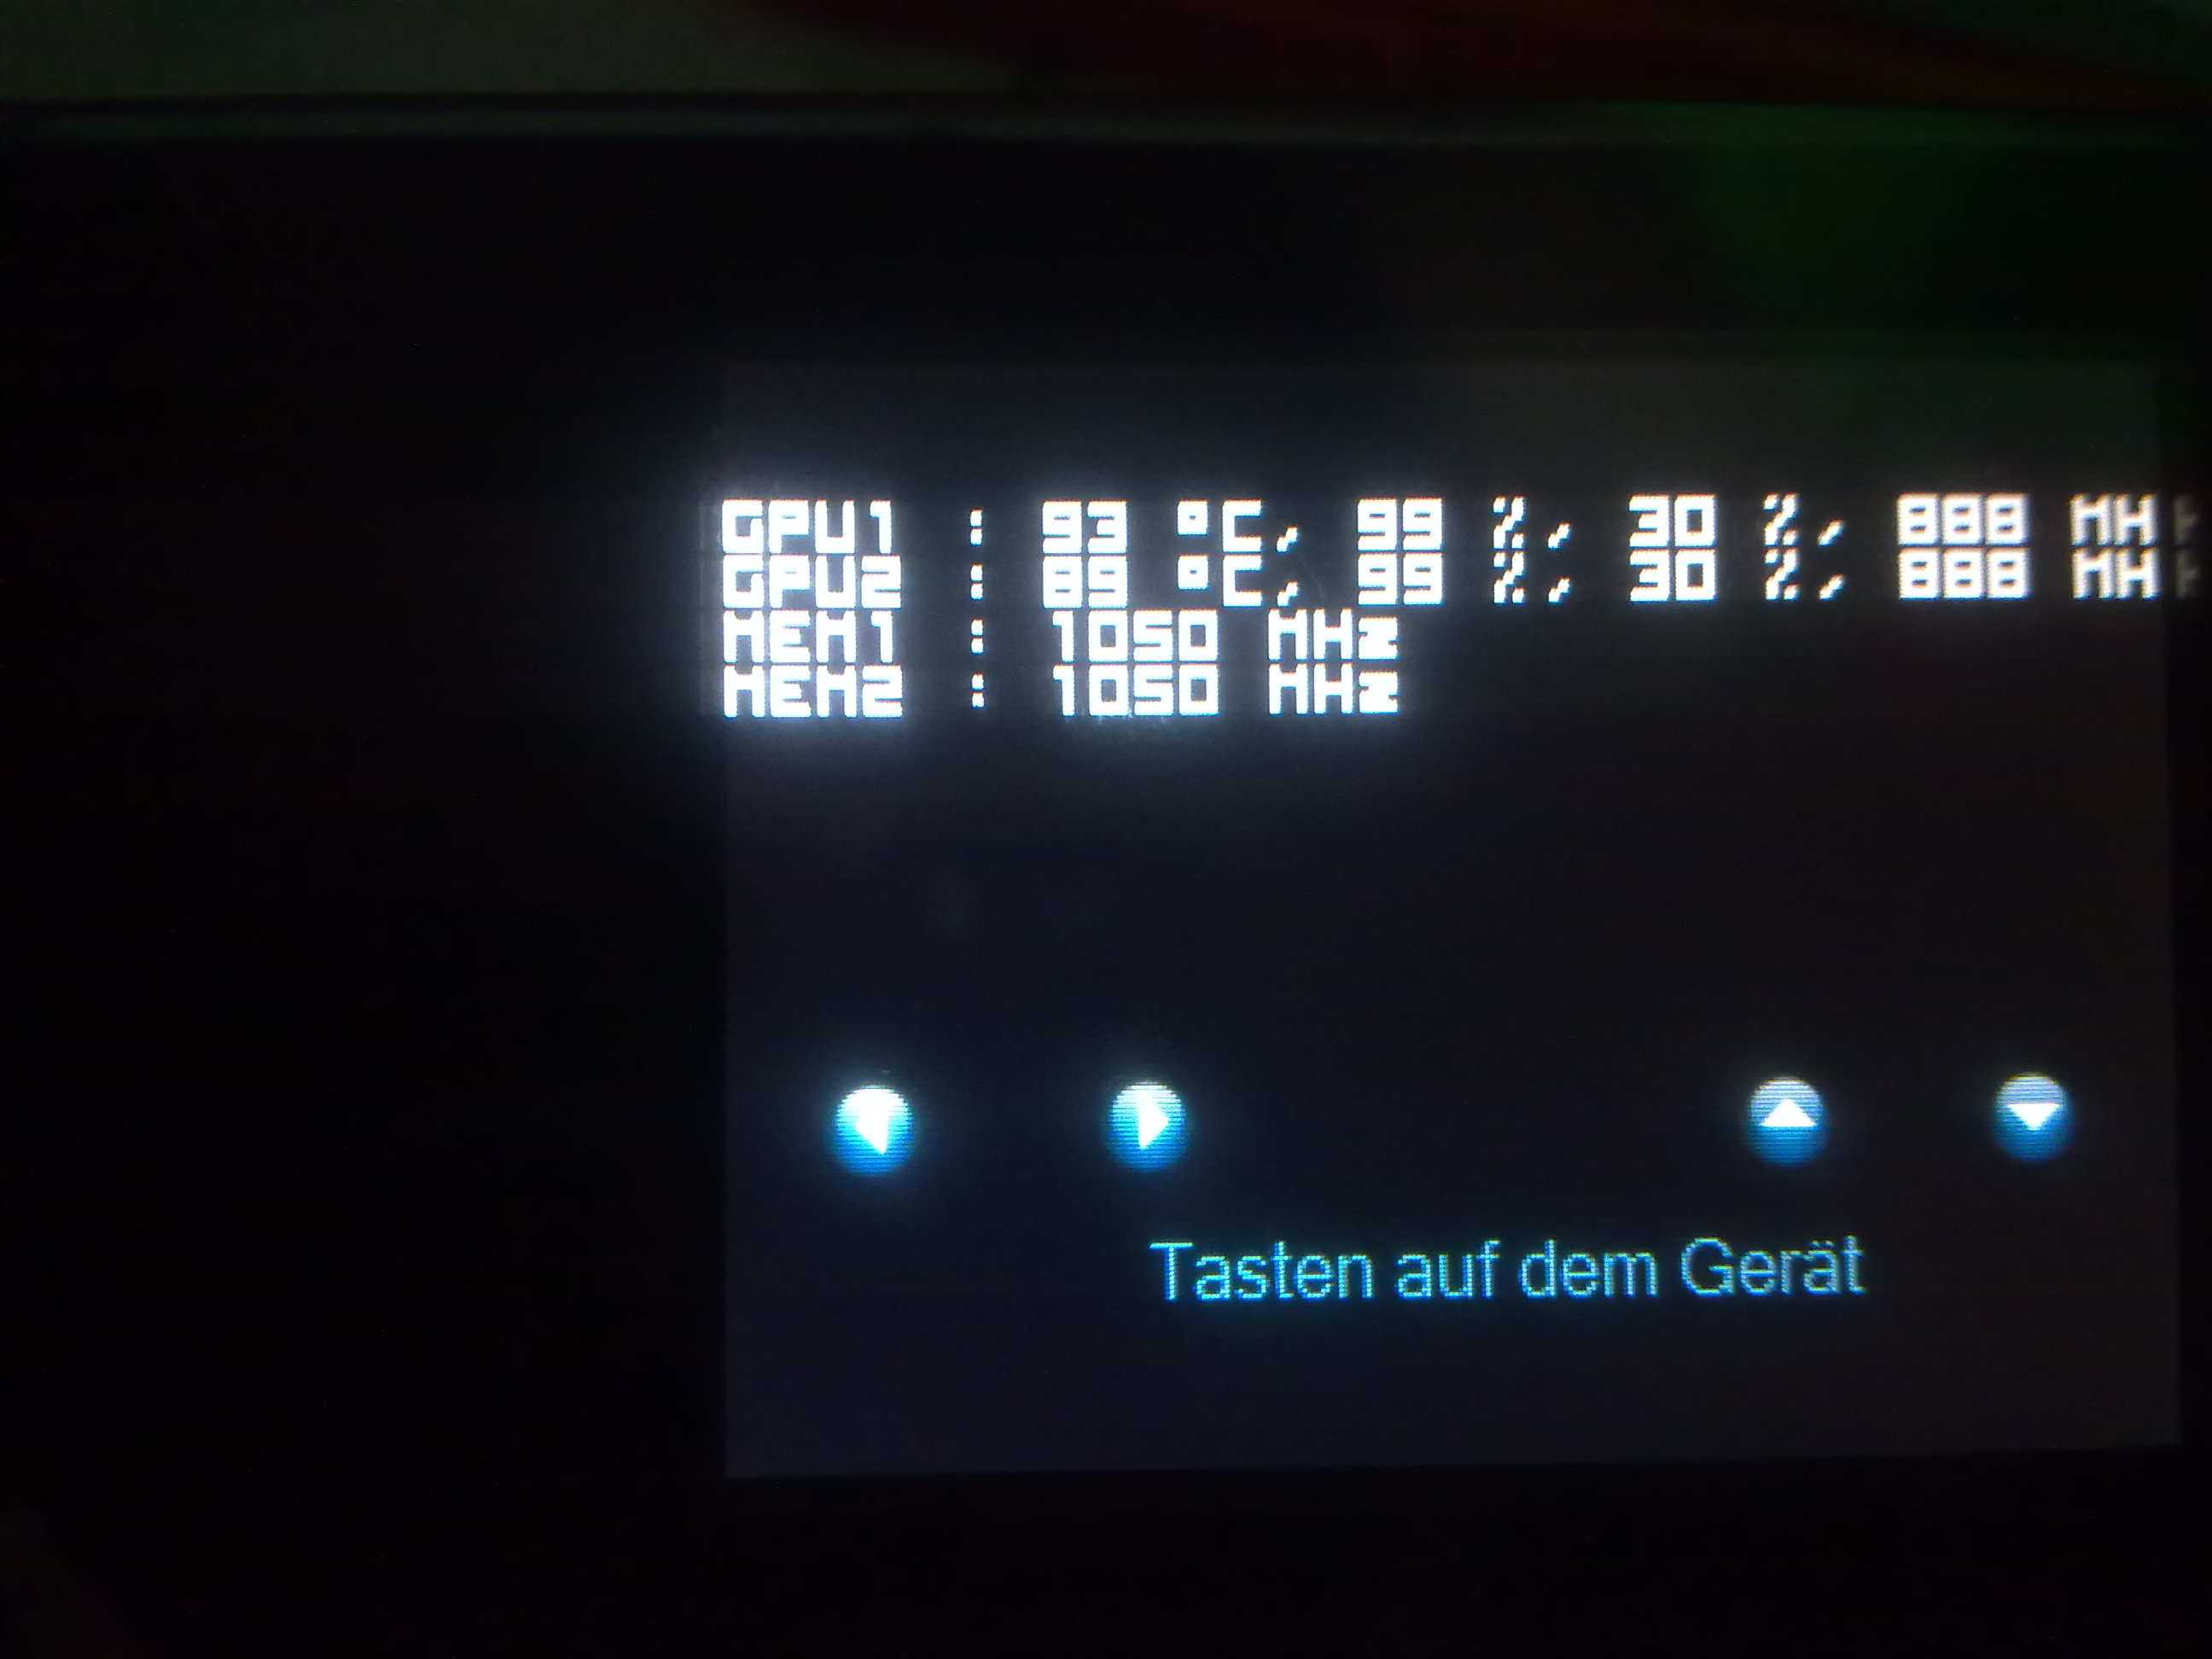 GPU1 : 93 °C, 99 %, 30 %, 888 MH
GPU2 : 89 °C, 99 %, 30 %, 888 MH
MEM1 : 1050 MHz
MEM2 : 1050 MHz
Tasten auf dem Gerät